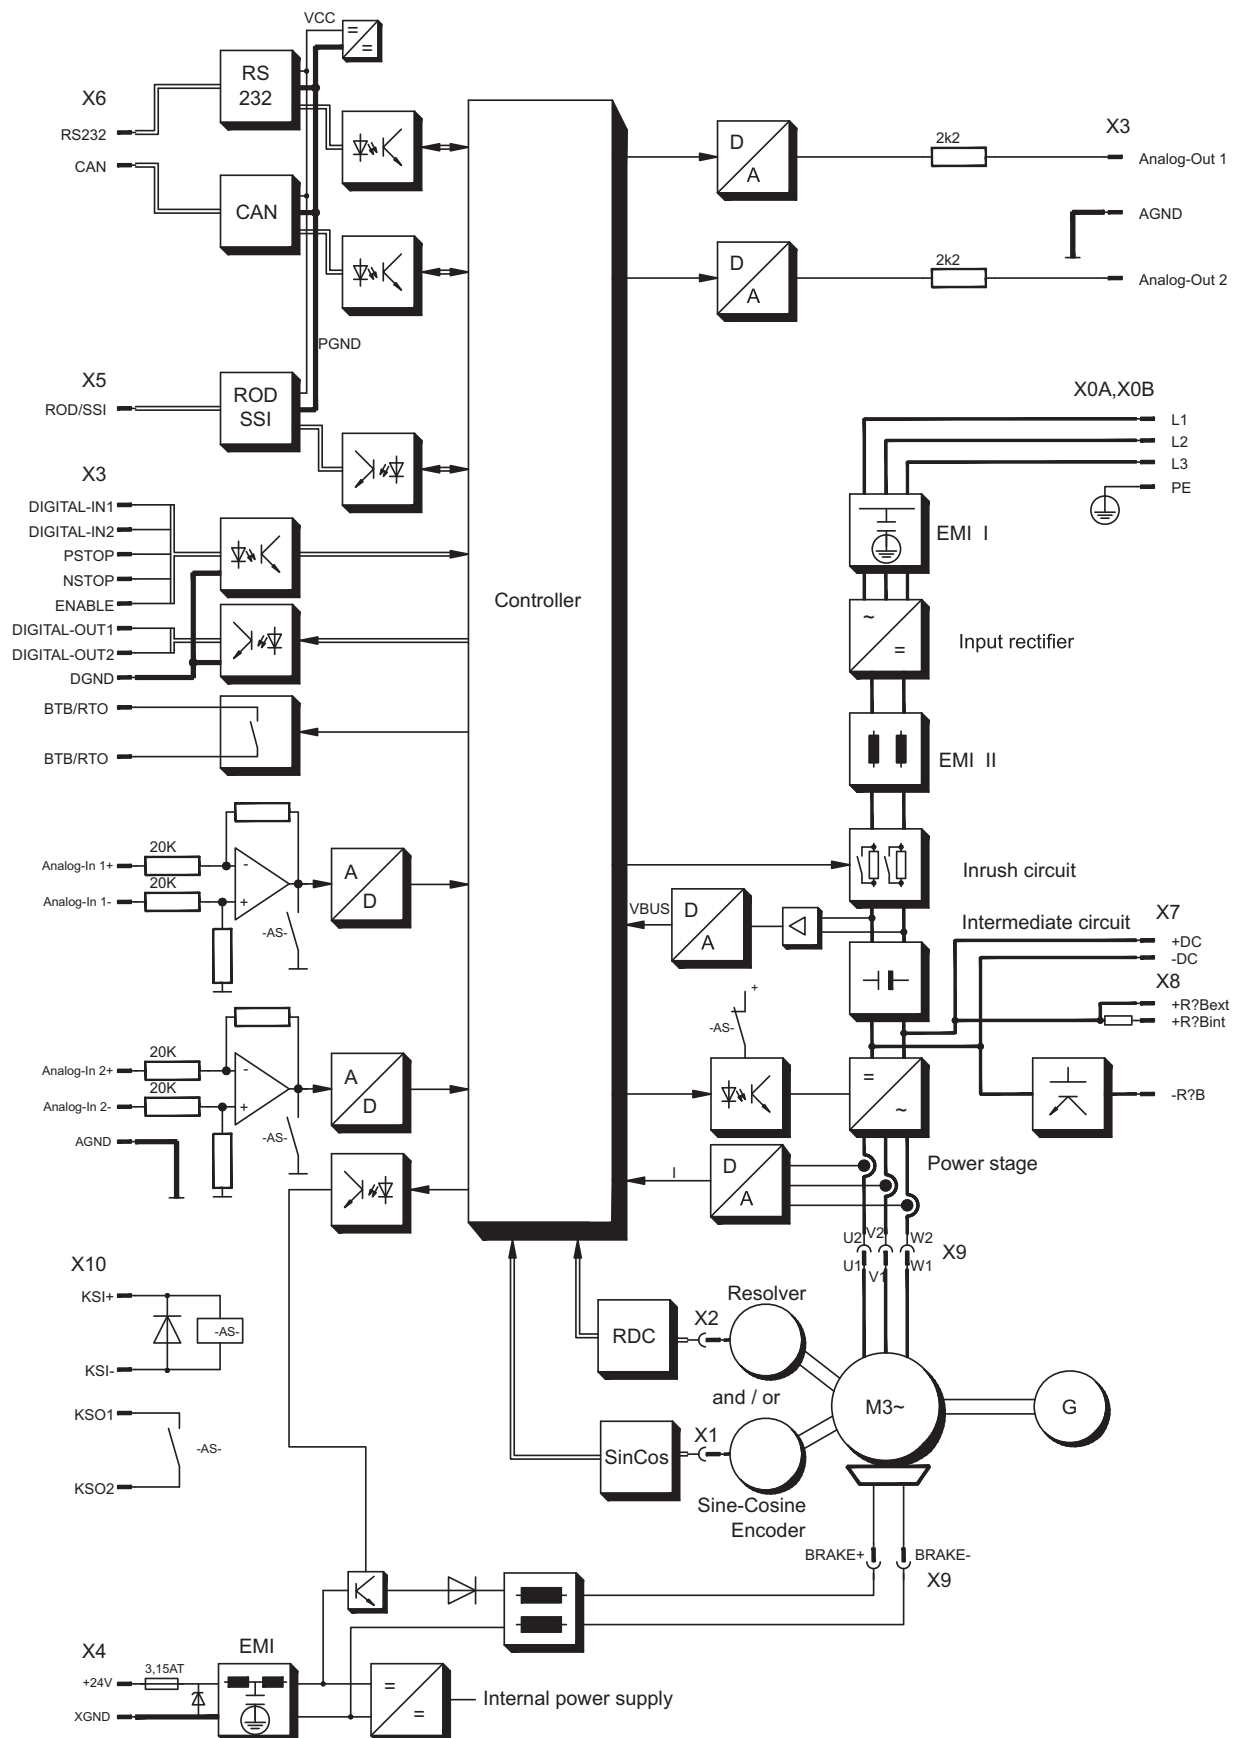 VCC
RS
232
X6
RS232
CAN
CAN
PGND
X5
ROD/SSI
ROD
SSI
X3
DIGITAL-IN1
DIGITAL-IN2
PSTOP
NSTOP
ENABLE
DIGITAL-OUT1
DIGITAL-OUT2
DGND
BTB/RTO
BTB/RTO
Controller
D
A
2k2
X3
Analog-Out 1
AGND
D
A
2k2
Analog-Out 2
X0A,X0B
L1
L2
L3
PE
EMI I
~
=
Input rectifier
EMI II
Inrush circuit
Analog-In 1+
20K
Analog-In 1-
20K
-
+
-AS-
A
D
VBUS
D
A
Intermediate circuit
X7
+DC
-DC
X8
+R?Bext
+R?Bint
-R?B
+
-AS-
=
~
Power stage
Analog-In 2+
20K
Analog-In 2-
20K
-
+
-AS-
AGND
A
D
I
D
A
U2
V2
W2
X9
U1
V1
W1
X10
KSI+
-AS-
KSI-
KSO1
-AS-
KSO2
RDC
X2
Resolver
and / or
SinCos
X1
Sine-Cosine
Encoder
M3~
G
BRAKE+
BRAKE-
X9
X4
+24V
3,15AT
XGND
EMI
=
=
Internal power supply
=
=